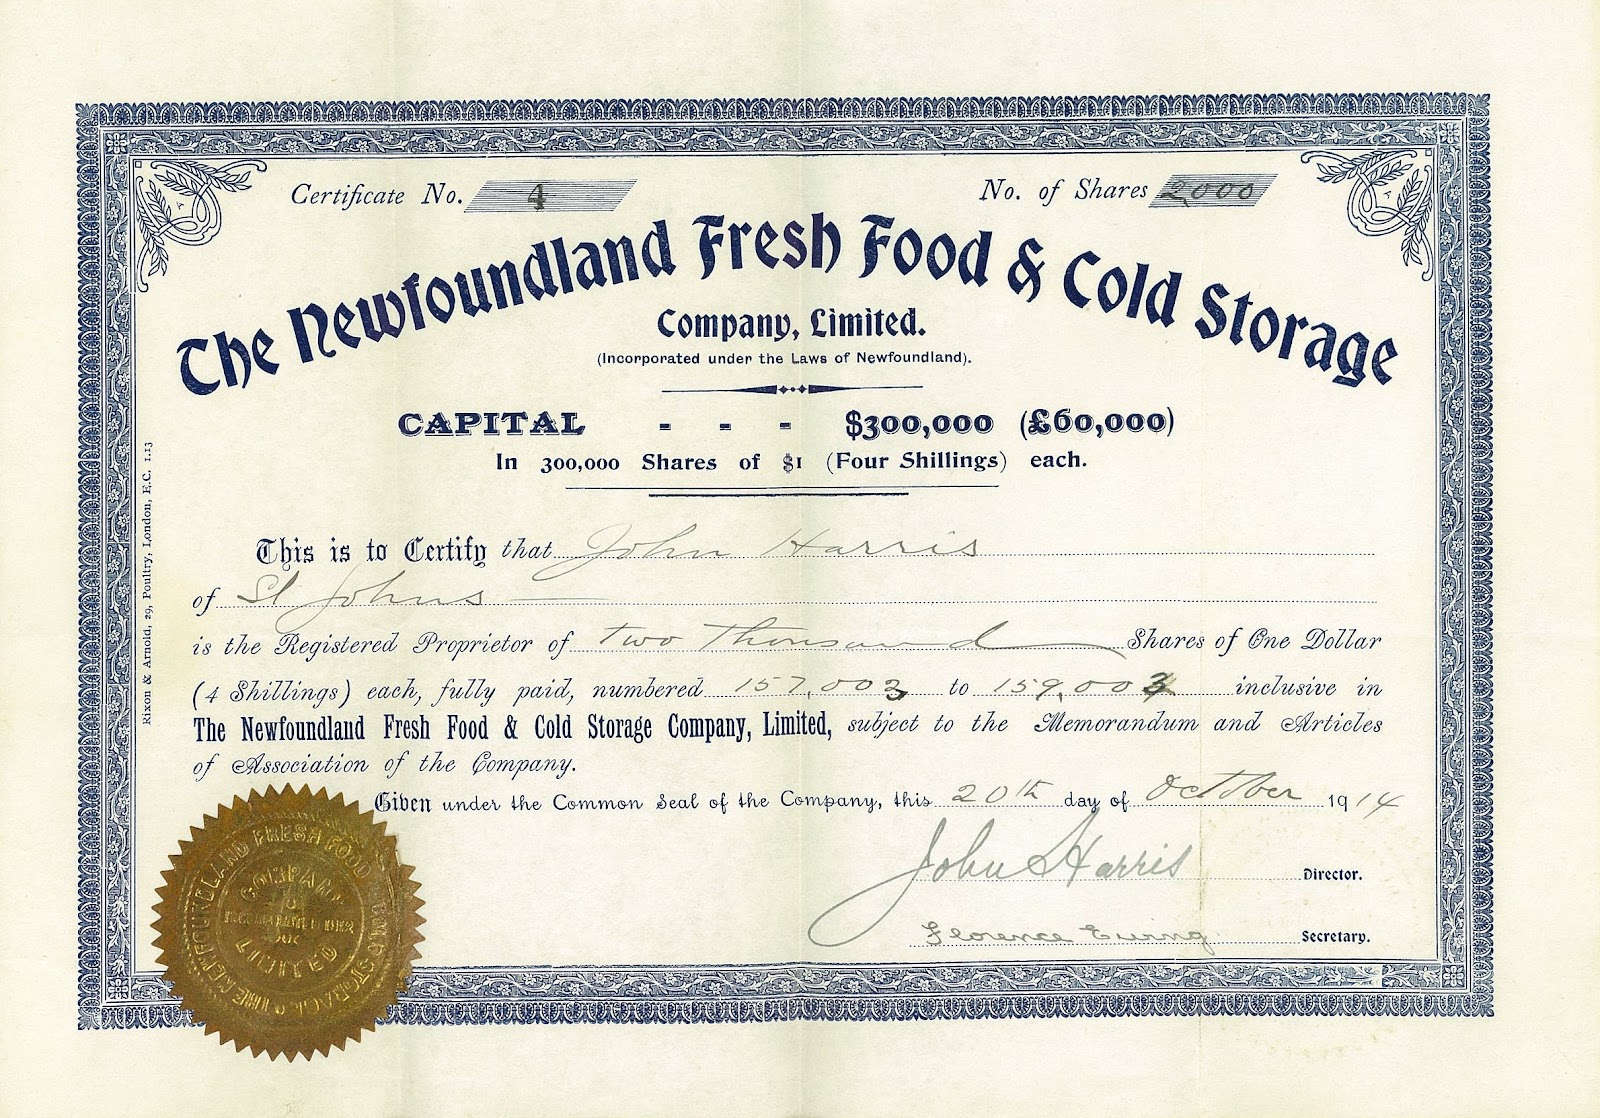 Certificate No. 4
No. of Shares 2000
The Newfoundland Fresh Food & Cold Storage
Company, Limited.
(Incorporated under the Laws of Newfoundland).
CAPITAL - - - $300,000 (£60,000)
In 300,000 Shares of $1 (Four Shillings) each.
This is to Certify that John Harris
of St Johns
is the Registered Proprietor of two Thousand Shares of One Dollar
(4 Shillings) each, fully paid, numbered 157,003 to 159,003 inclusive in
The Newfoundland Fresh Food & Cold Storage Company, Limited, subject to the Memorandum and Articles
of Association of the Company.
Given under the Common Seal of the Company, this 20th day of October 1914
John Harris Director.
Florence Ewing Secretary.
Rixon & Arnold, 29, Poultry, London, E.C. 1.13
THE NEWFOUNDLAND FRESH FOOD & COLD STORAGE
COMPANY
LIMITED